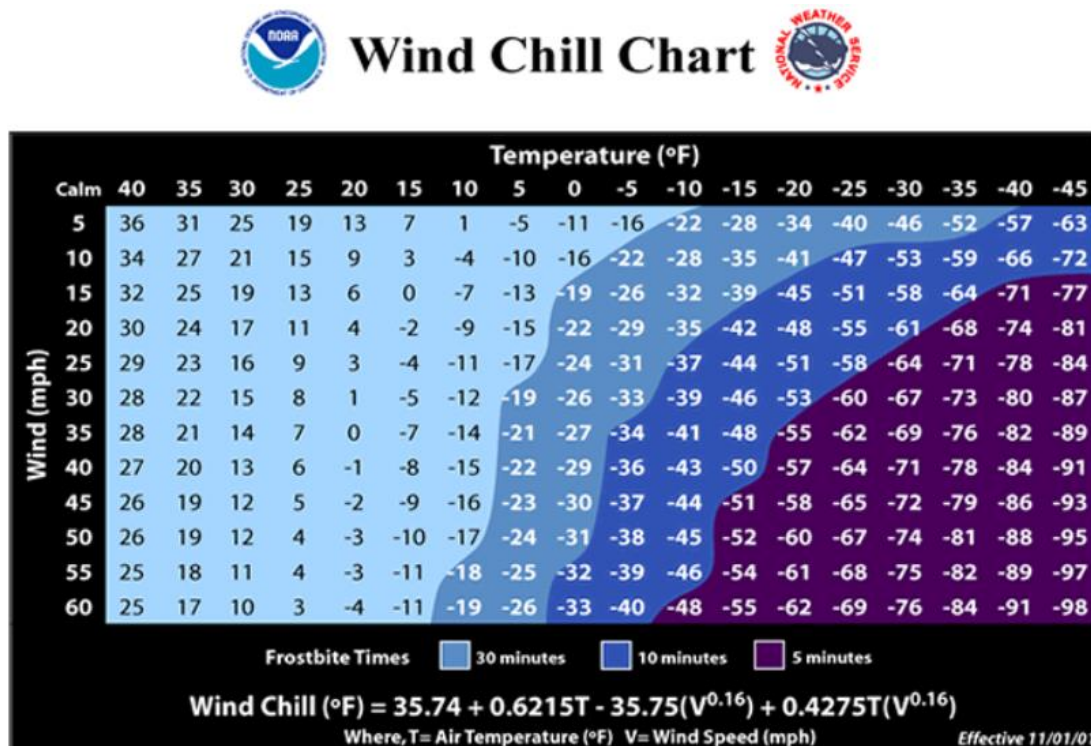 NOAA
Wind Chill Chart
NATIONAL WEATHER SERVICE
Temperature (°F)
Calm 40 35 30 25 20 15 10 5 0 -5 -10 -15 -20 -25 -30 -35 -40 -45
Wind (mph)
5 36 31 25 19 13 7 1 -5 -11 -16 -22 -28 -34 -40 -46 -52 -57 -63
10 34 27 21 15 9 3 -4 -10 -16 -22 -28 -35 -41 -47 -53 -59 -66 -72
15 32 25 19 13 6 0 -7 -13 -19 -26 -32 -39 -45 -51 -58 -64 -71 -77
20 30 24 17 11 4 -2 -9 -15 -22 -29 -35 -42 -48 -55 -61 -68 -74 -81
25 29 23 16 9 3 -4 -11 -17 -24 -31 -37 -44 -51 -58 -64 -71 -78 -84
30 28 22 15 8 1 -5 -12 -19 -26 -33 -39 -46 -53 -60 -67 -73 -80 -87
35 28 21 14 7 0 -7 -14 -21 -27 -34 -41 -48 -55 -62 -69 -76 -82 -89
40 27 20 13 6 -1 -8 -15 -22 -29 -36 -43 -50 -57 -64 -71 -78 -84 -91
45 26 19 12 5 -2 -9 -16 -23 -30 -37 -44 -51 -58 -65 -72 -79 -86 -93
50 26 19 12 4 -3 -10 -17 -24 -31 -38 -45 -52 -60 -67 -74 -81 -88 -95
55 25 18 11 4 -3 -11 -18 -25 -32 -39 -46 -54 -61 -68 -75 -82 -89 -97
60 25 17 10 3 -4 -11 -19 -26 -33 -40 -48 -55 -62 -69 -76 -84 -91 -98
Frostbite Times 30 minutes 10 minutes 5 minutes
Wind Chill (°F) = 35.74 + 0.6215T - 35.75(V0.16) + 0.4275T(V0.16)
Where, T= Air Temperature (°F) V= Wind Speed (mph) Effective 11/01/0